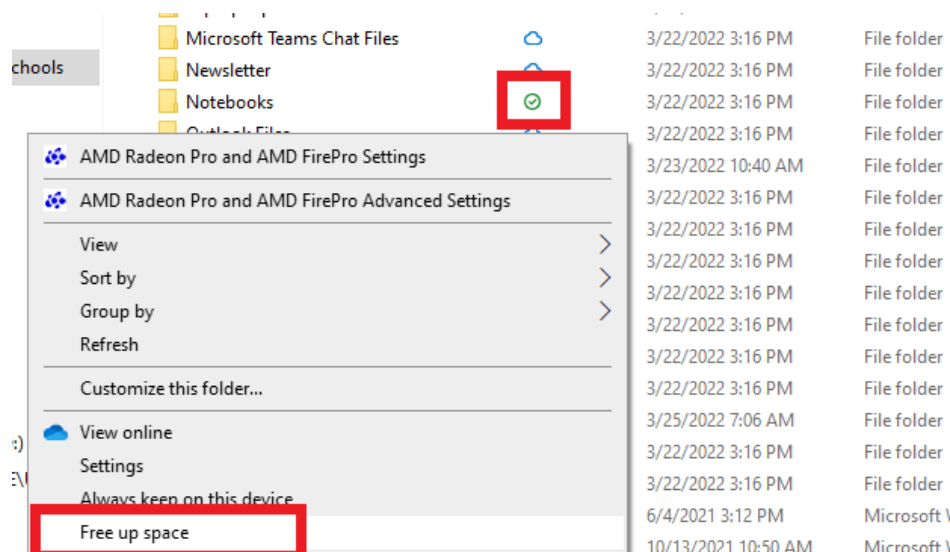 Microsoft Teams Chat Files 3/22/2022 3:16 PM File folder
chools Newsletter 3/22/2022 3:16 PM File folder
Notebooks 3/22/2022 3:16 PM File folder
Outlook Files 3/22/2022 3:16 PM File folder
AMD Radeon Pro and AMD FirePro Settings 3/23/2022 10:40 AM File folder
AMD Radeon Pro and AMD FirePro Advanced Settings 3/22/2022 3:16 PM File folder
3/22/2022 3:16 PM File folder
View 3/22/2022 3:16 PM File folder
Sort by 3/22/2022 3:16 PM File folder
Group by 3/22/2022 3:16 PM File folder
Refresh 3/22/2022 3:16 PM File folder
Customize this folder... 3/22/2022 3:16 PM File folder
3/25/2022 7:06 AM File folder
:) View online 3/22/2022 3:16 PM File folder
Settings 3/22/2022 3:16 PM File folder
Always keep on this device 6/4/2021 3:12 PM Microsoft
Free up space 10/13/2021 10:50 AM Microsoft